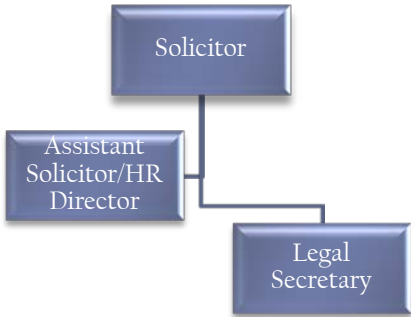 Solicitor
Assistant
Solicitor/HR
Director
Legal
Secretary